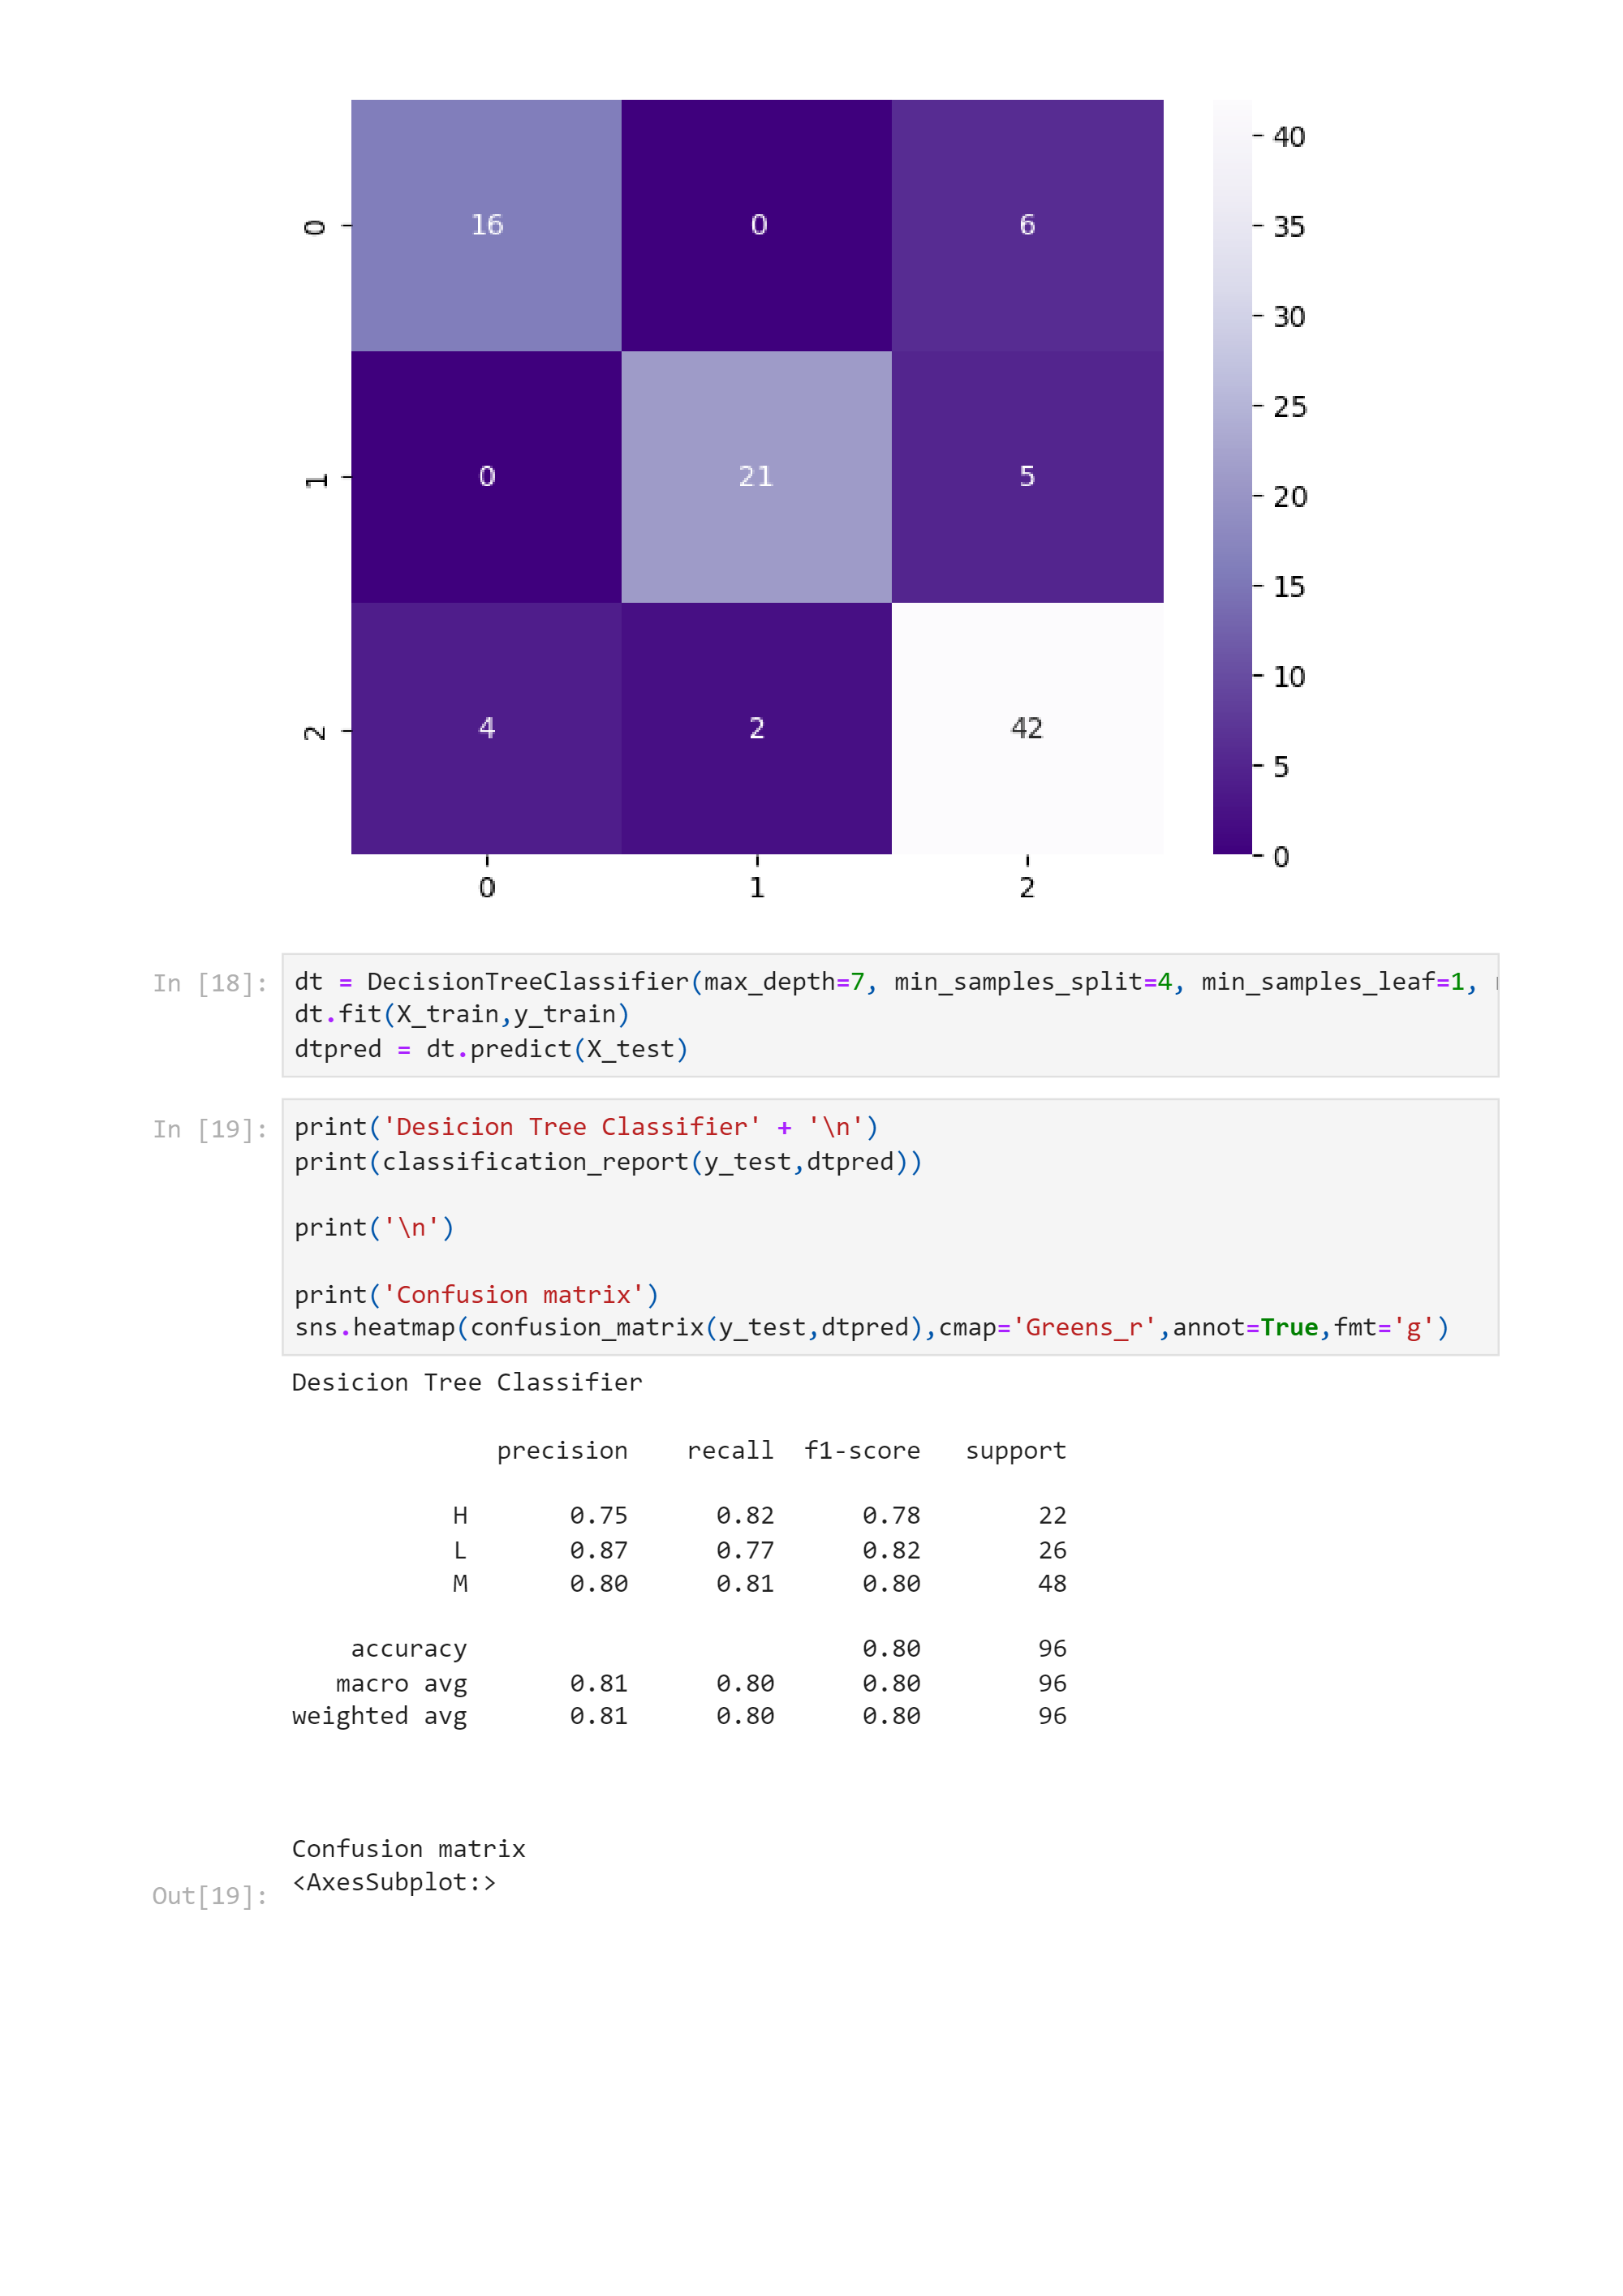 0 16 0 6
1 0 21 5
2 4 2 42
0 1 2
40
35
30
25
20
15
10
5
0
In [18]: dt = DecisionTreeClassifier(max_depth=7, min_samples_split=4, min_samples_leaf=1,
dt.fit(X_train,y_train)
dtpred = dt.predict(X_test)
In [19]: print('Desicion Tree Classifier' + '\n')
print(classification_report(y_test,dtpred))
print('\n')
print('Confusion matrix')
sns.heatmap(confusion_matrix(y_test,dtpred),cmap='Greens_r',annot=True,fmt='g')
Desicion Tree Classifier
precision recall f1-score support
H 0.75 0.82 0.78 22
L 0.87 0.77 0.82 26
M 0.80 0.81 0.80 48
accuracy 0.80 96
macro avg 0.81 0.80 0.80 96
weighted avg 0.81 0.80 0.80 96
Confusion matrix
Out[19]: <AxesSubplot:>